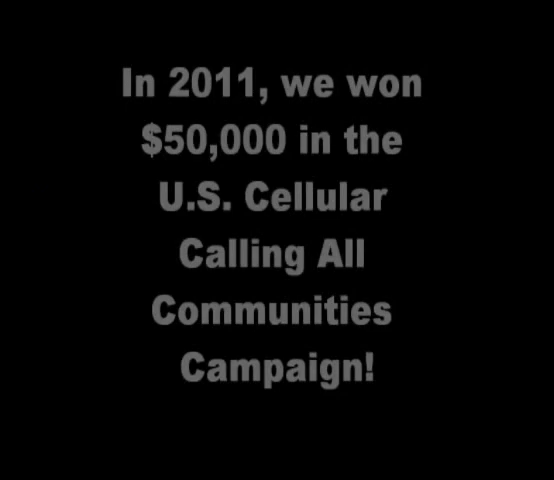 In 2011, we won
$50,000 in the
U.S. Cellular
Calling All
Communities
Campaign!